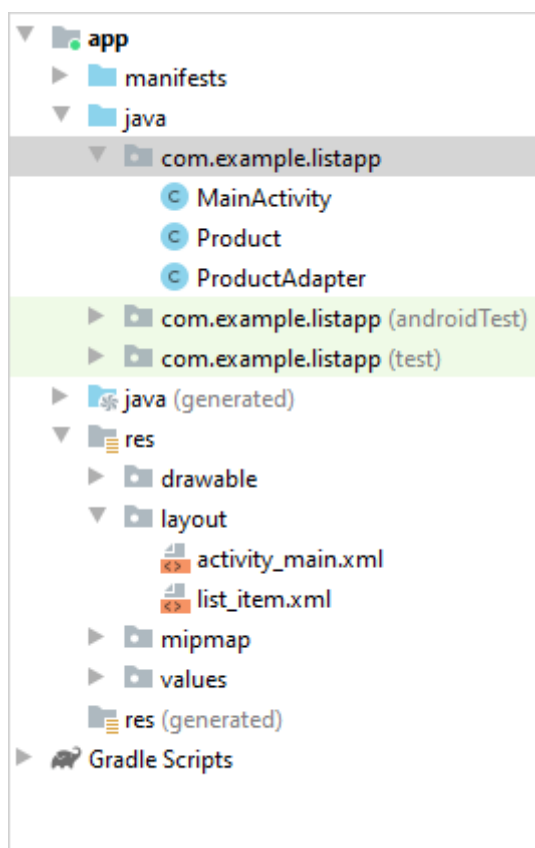 app
manifests
java
com.example.listapp
C MainActivity
C Product
C ProductAdapter
com.example.listapp (androidTest)
com.example.listapp (test)
java (generated)
res
drawable
layout
activity_main.xml
list_item.xml
mipmap
values
res (generated)
Gradle Scripts